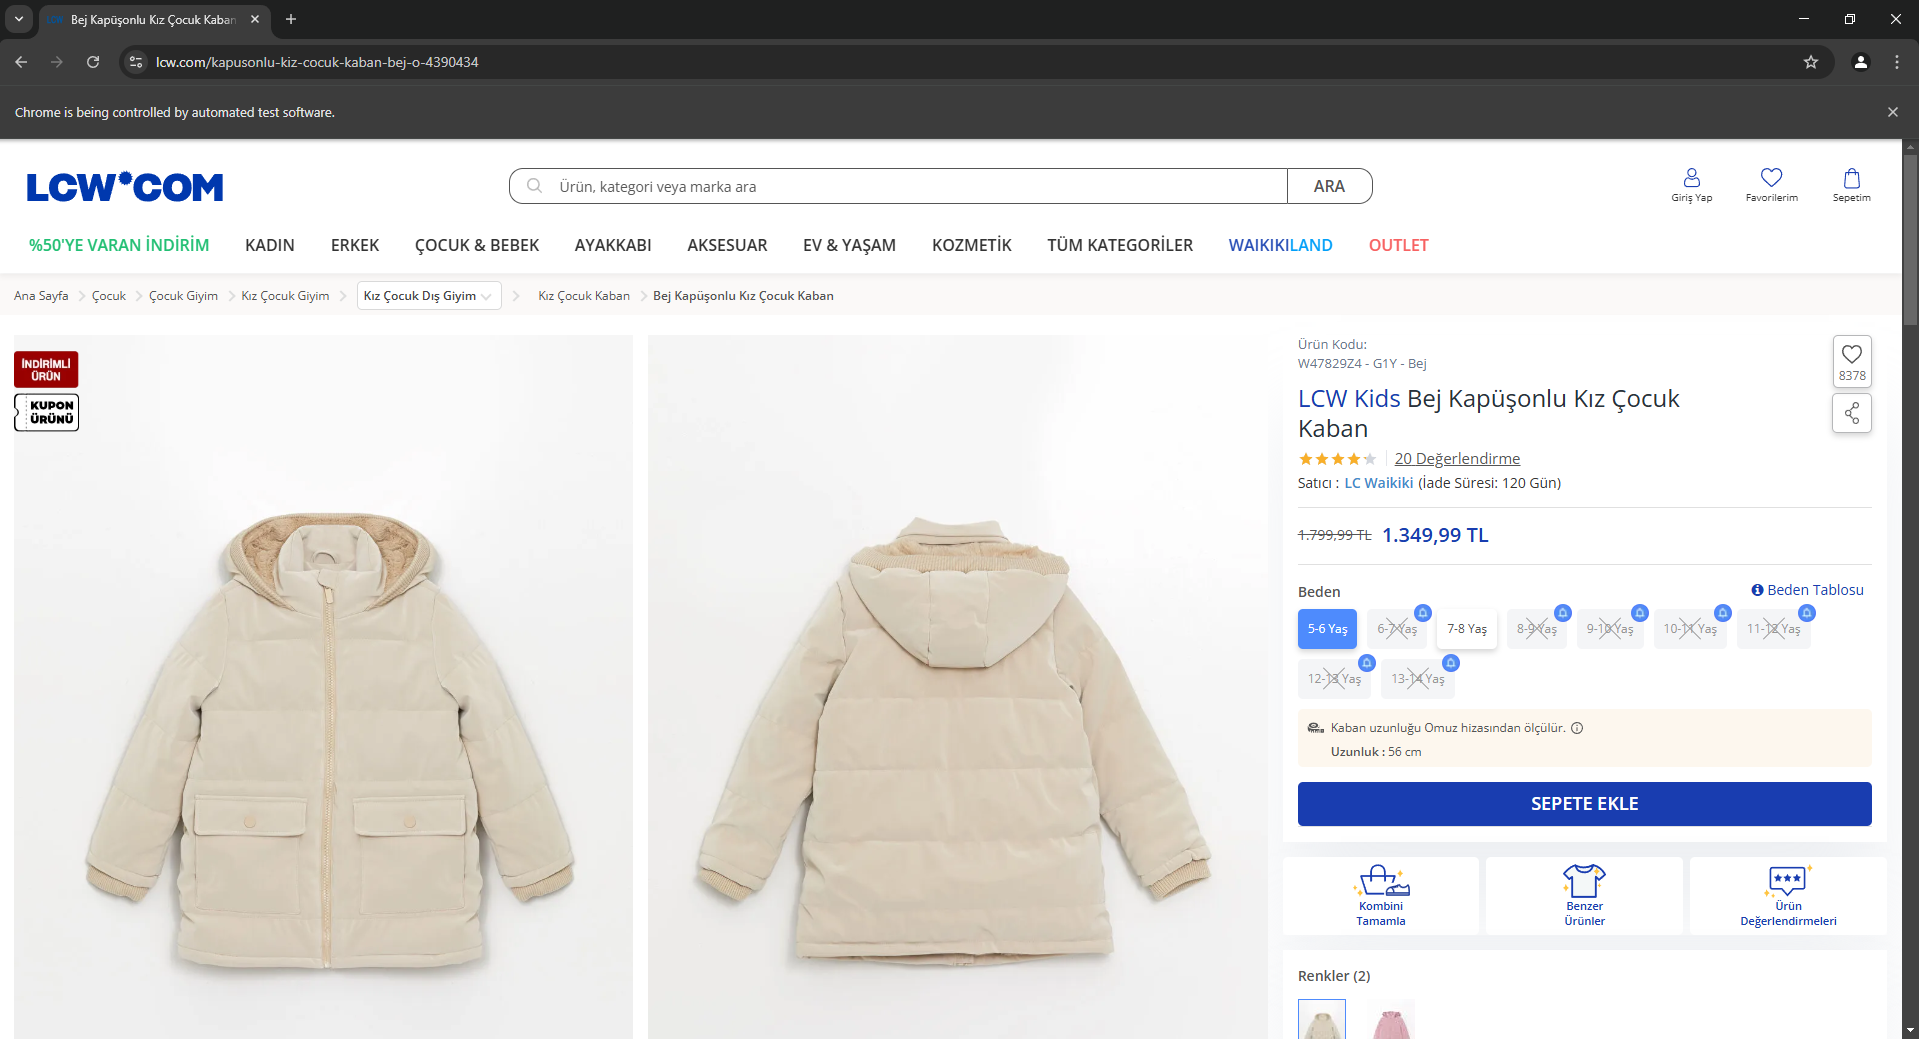 Bej Kapüşonlu Kız Çocuk Kaban
lcw.com/kapusonlu-kiz-cocuk-kaban-bej-o-4390434
Chrome is being controlled by automated test software.
LCW COM
Ürün, kategori veya marka ara
ARA
Giriş Yap
Favorilerim
Sepetim
%50'YE VARAN İNDİRİM KADIN ERKEK ÇOCUK & BEBEK AYAKKABI AKSESUAR EV & YAŞAM KOZMETİK TÜM KATEGORİLER WAIKIKILAND OUTLET
Ana Sayfa Çocuk Çocuk Giyim Kız Çocuk Giyim Kız Çocuk Dış Giyim Kız Çocuk Kaban Bej Kapüşonlu Kız Çocuk Kaban
İNDİRİMLİ
ÜRÜN
KUPON
ÜRÜNÜ
Ürün Kodu:
W47829Z4 - G1Y - Bej
8378
LCW Kids Bej Kapüşonlu Kız Çocuk
Kaban
20 Değerlendirme
Satıcı : LC Waikiki (İade Süresi: 120 Gün)
1.799,99 TL 1.349,99 TL
Beden
Beden Tablosu
5-6 Yaş 6-7 Yaş 7-8 Yaş 8-9 Yaş 9-10 Yaş 10-11 Yaş 11-12 Yaş
12-13 Yaş 13-14 Yaş
Kaban uzunluğu Omuz hizasından ölçülür.
Uzunluk : 56 cm
SEPETE EKLE
Kombini
Tamamla
Benzer
Ürünler
Ürün
Değerlendirmeleri
Renkler (2)